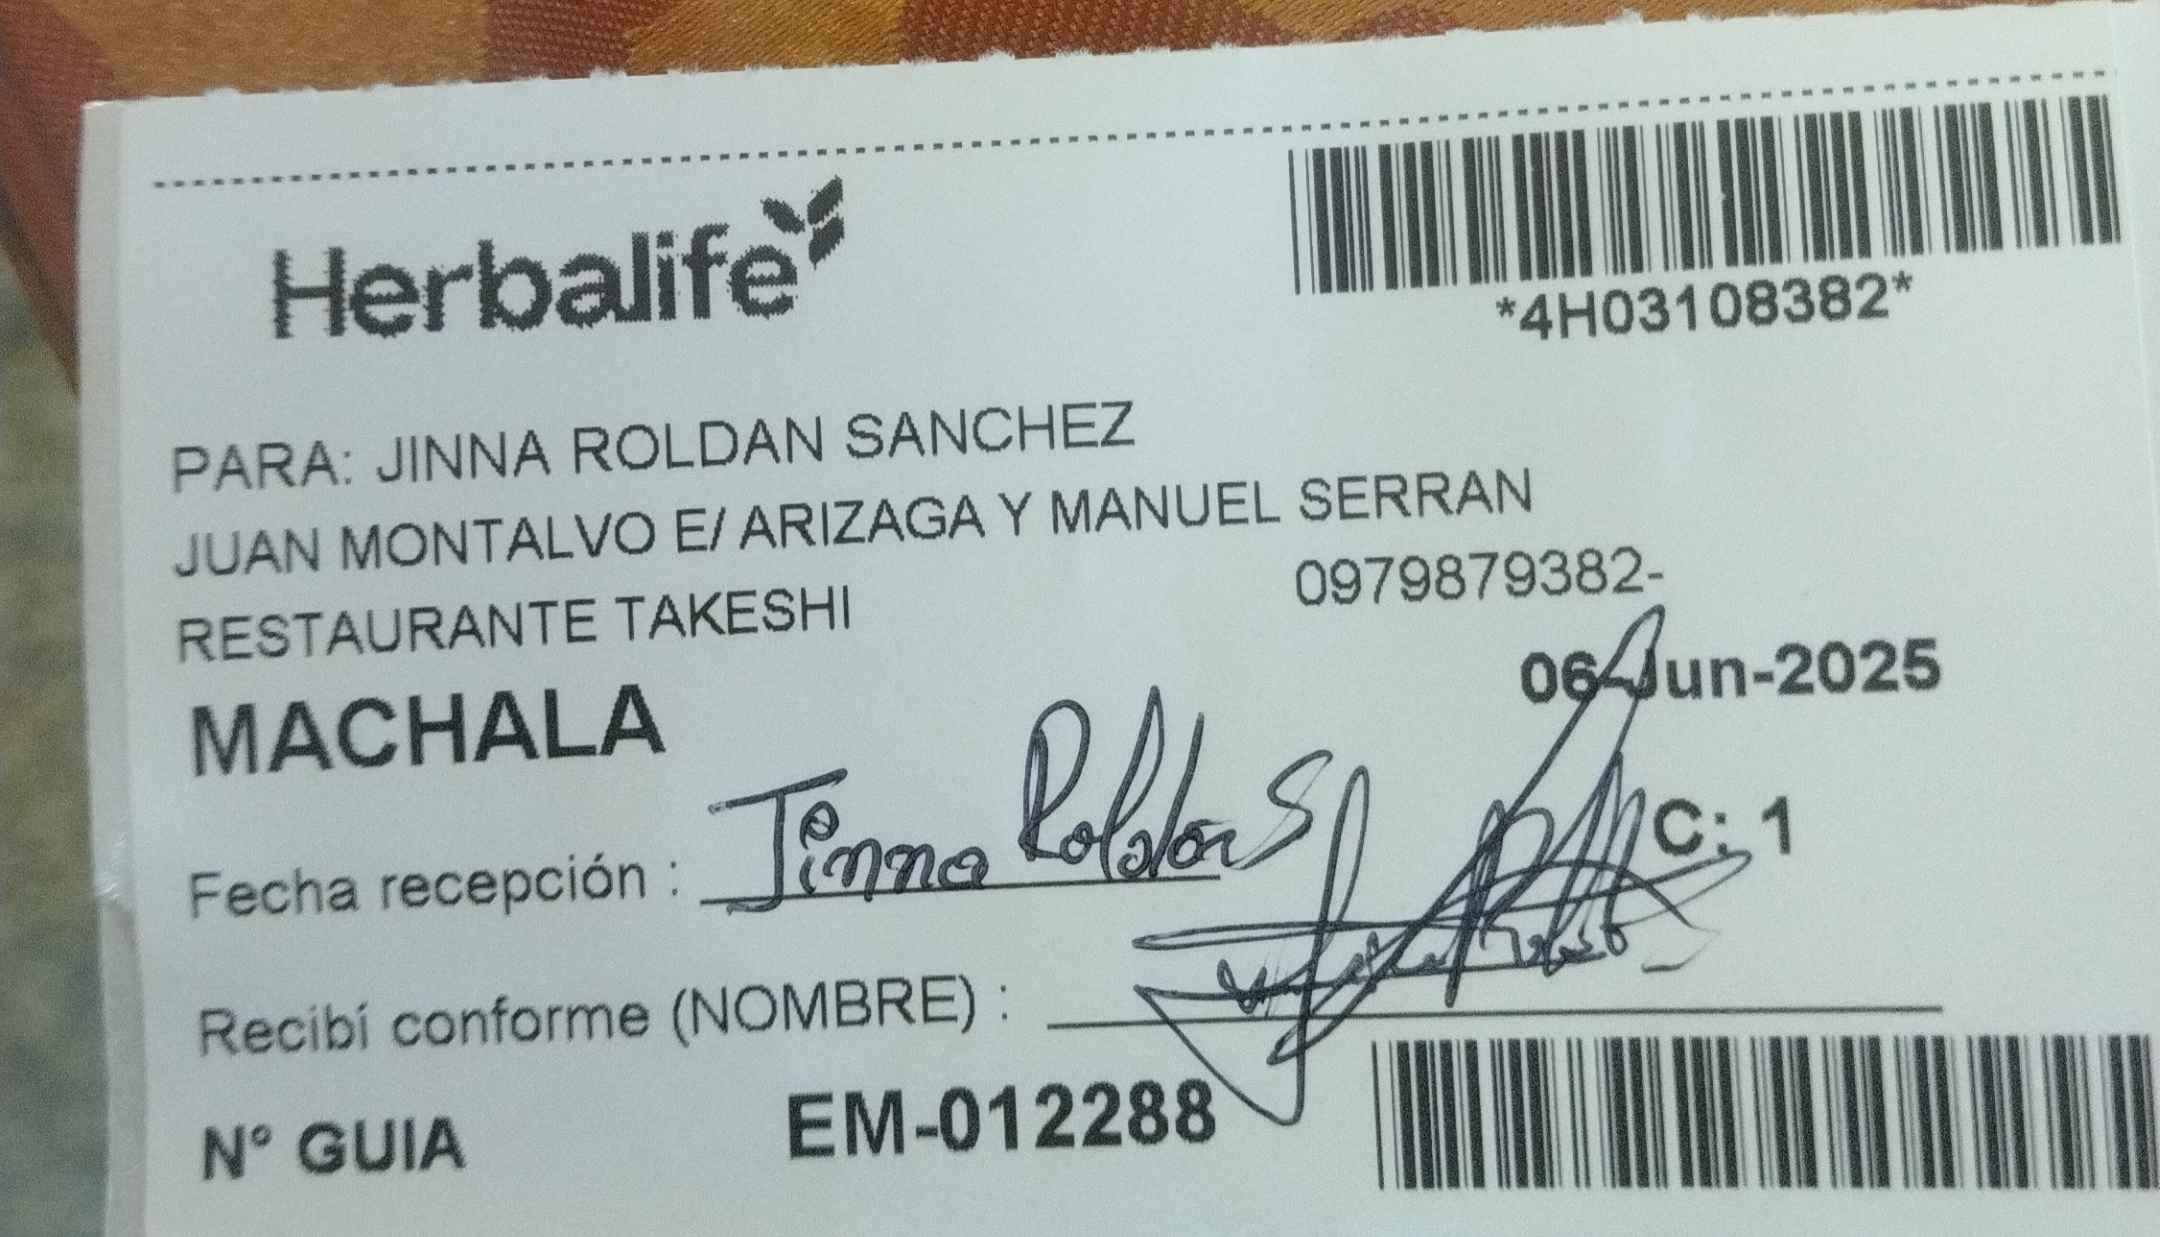 Herbalife
*4H03108382*
PARA: JINNA ROLDAN SANCHEZ
JUAN MONTALVO E/ ARIZAGA Y MANUEL SERRAN
RESTAURANTE TAKESHI 0979879382-
06-Jun-2025
MACHALA
C: 1
Fecha recepción : Jinna Roldan S
Recibí conforme (NOMBRE) :
N° GUIA EM-012288